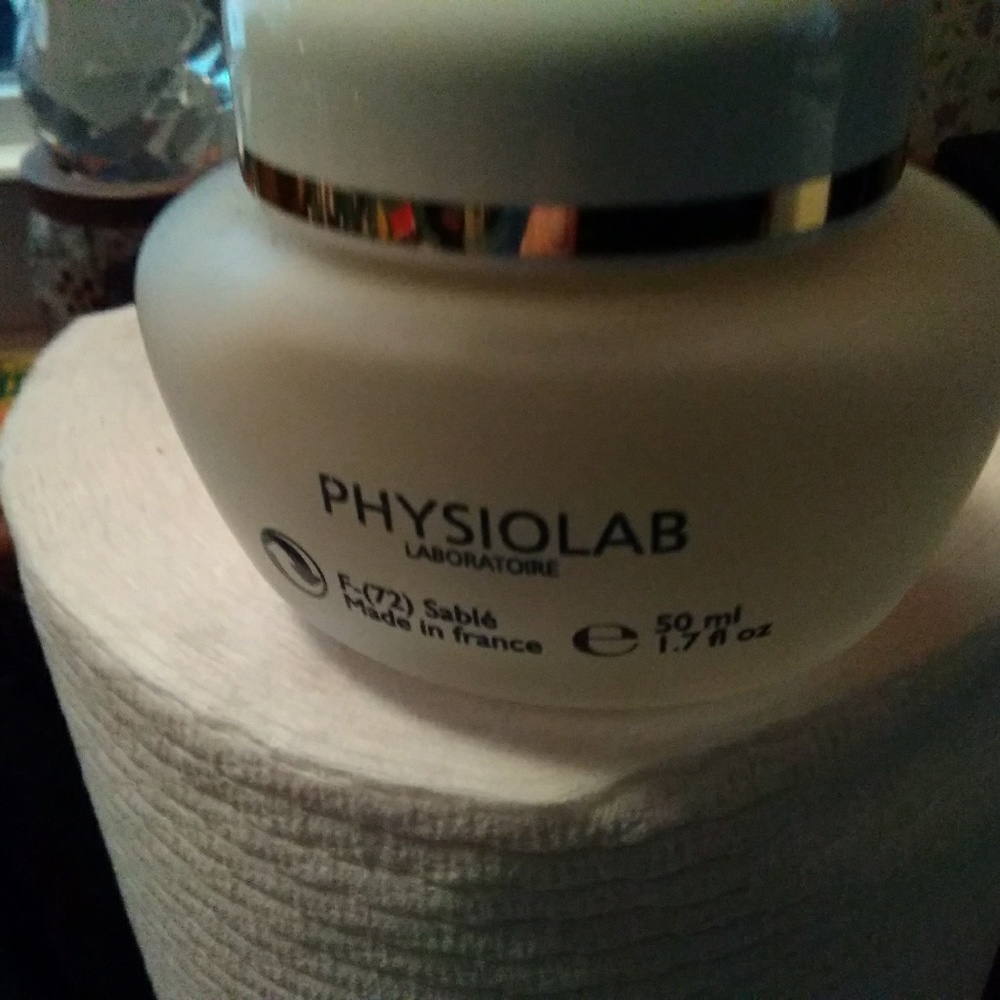 PHYSIOLAB
LABORATOIRE
F-(72) Sablé
Made in france
e 50 ml
1.7 fl oz